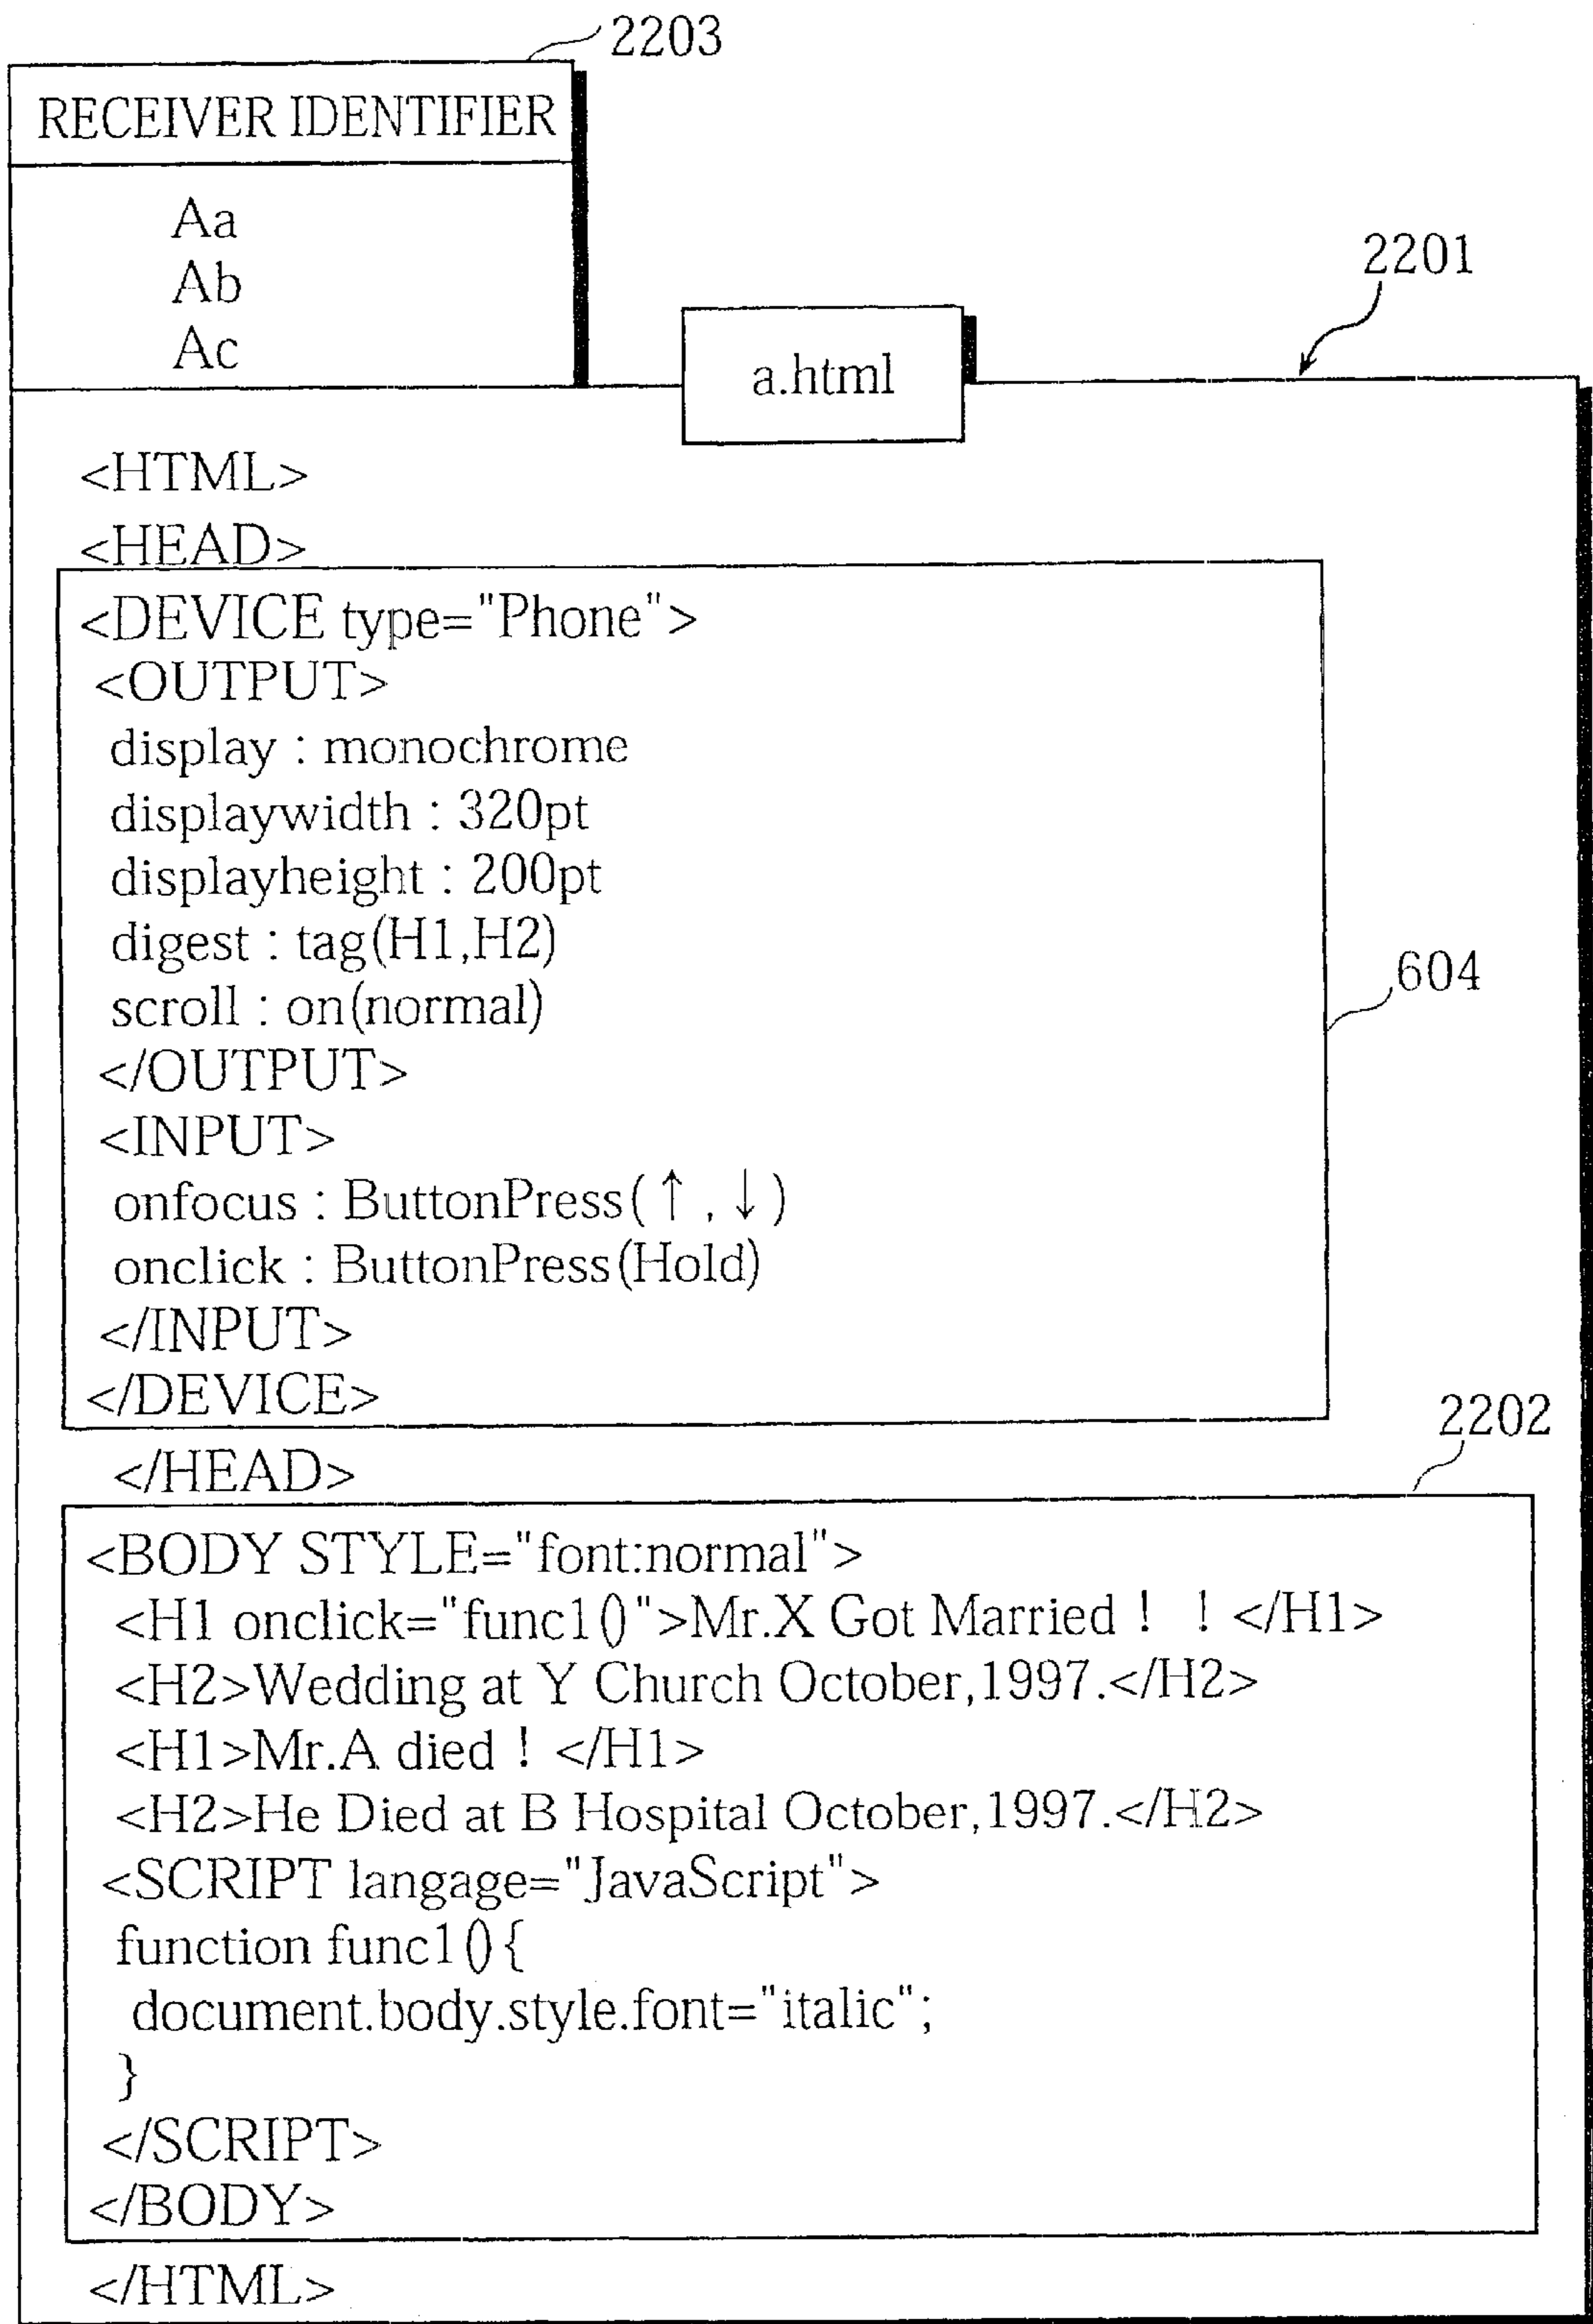 2203
RECEIVER IDENTIFIER
Aa
Ab
Ac
2201
a.html
<HTML>
<HEAD>
<DEVICE type="Phone">
<OUTPUT>
display : monochrome
displaywidth : 320pt
displayheight : 200pt
digest : tag(H1,H2)
scroll : on(normal)
604
</OUTPUT>
<INPUT>
onfocus : ButtonPress(↑,↓)
onclick : ButtonPress(Hold)
</INPUT>
</DEVICE>
2202
</HEAD>
<BODY STYLE="font:normal">
<H1 onclick="func1()">Mr.X Got Married ! ! </H1>
<H2>Wedding at Y Church October,1997.</H2>
<H1>Mr.A died ! </H1>
<H2>He Died at B Hospital October,1997.</H2>
<SCRIPT langage="JavaScript">
function func1(){
document.body.style.font="italic";
}
</SCRIPT>
</BODY>
</HTML>